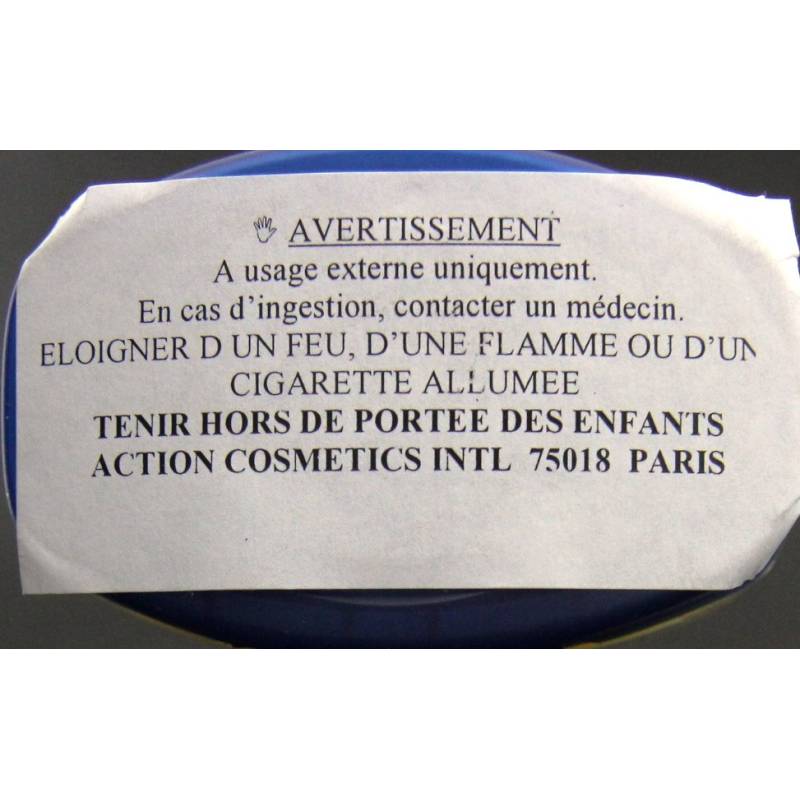 AVERTISSEMENT
A usage externe uniquement.
En cas d'ingestion, contacter un médecin.
ELOIGNER D UN FEU, D'UNE FLAMME OU D'UN
CIGARETTE ALLUMEE
TENIR HORS DE PORTEE DES ENFANTS
ACTION COSMETICS INTL 75018 PARIS